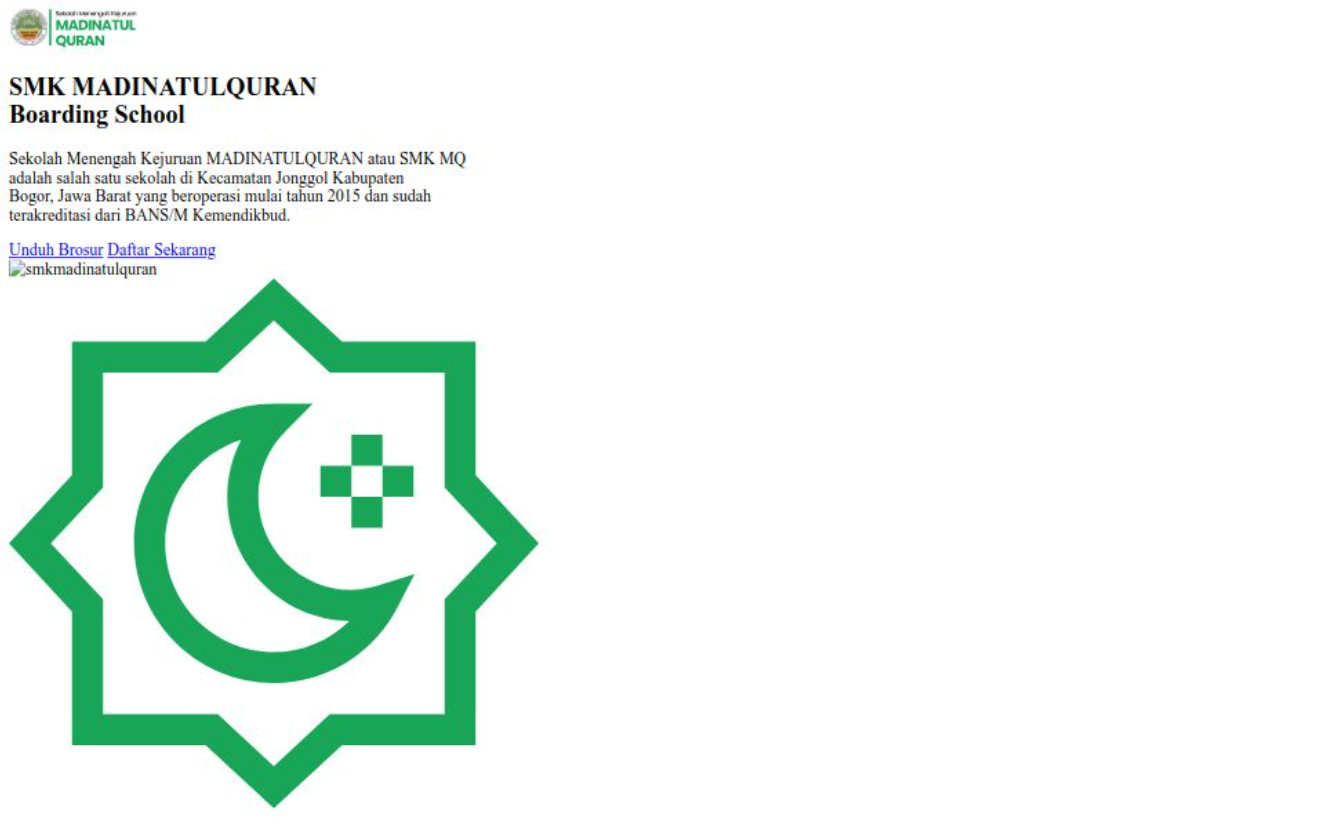 Sekolah Menengah Kejuruan
MADINATUL
QURAN
SMK MADINATULQURAN
Boarding School
Sekolah Menengah Kejuruan MADINATULQURAN atau SMK MQ
adalah salah satu sekolah di Kecamatan Jonggol Kabupaten
Bogor, Jawa Barat yang beroperasi mulai tahun 2015 dan sudah
terakreditasi dari BANS/M Kemendikbud.
Unduh Brosur Daftar Sekarang
smkmadinatulquran